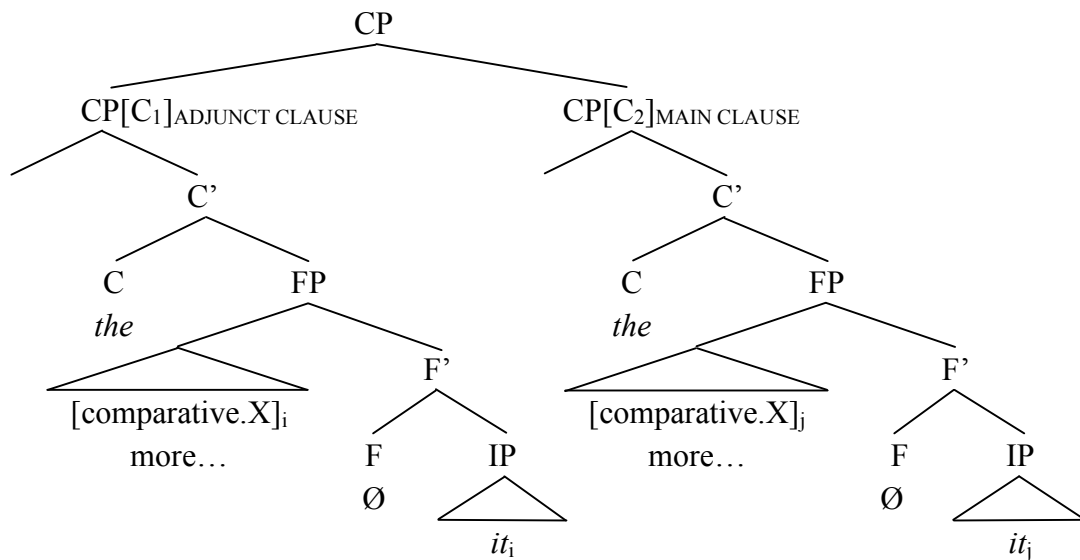 CP
CP[C₁]ADJUNCT CLAUSE CP[C₂]MAIN CLAUSE
C’ C’
C FP C FP
the the
F’ F’
[comparative.X]i [comparative.X]j
more… F IP more… F IP
Ø Ø
iti itj